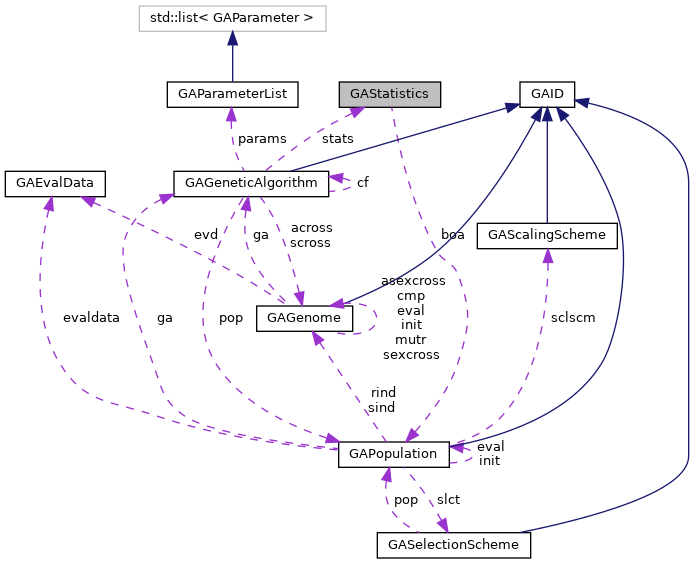 std::list< GAParameter >
GAParameterList
GAStatistics
GAID
params
stats
GAEvalData
GAGeneticAlgorithm
cf
evd
ga
across
scross
boa
GAScalingScheme
asexcross
cmp
eval
init
mutr
sexcross
evaldata
ga
pop
GAGenome
sclscm
rind
sind
GAPopulation
eval
init
pop
slct
GASelectionScheme